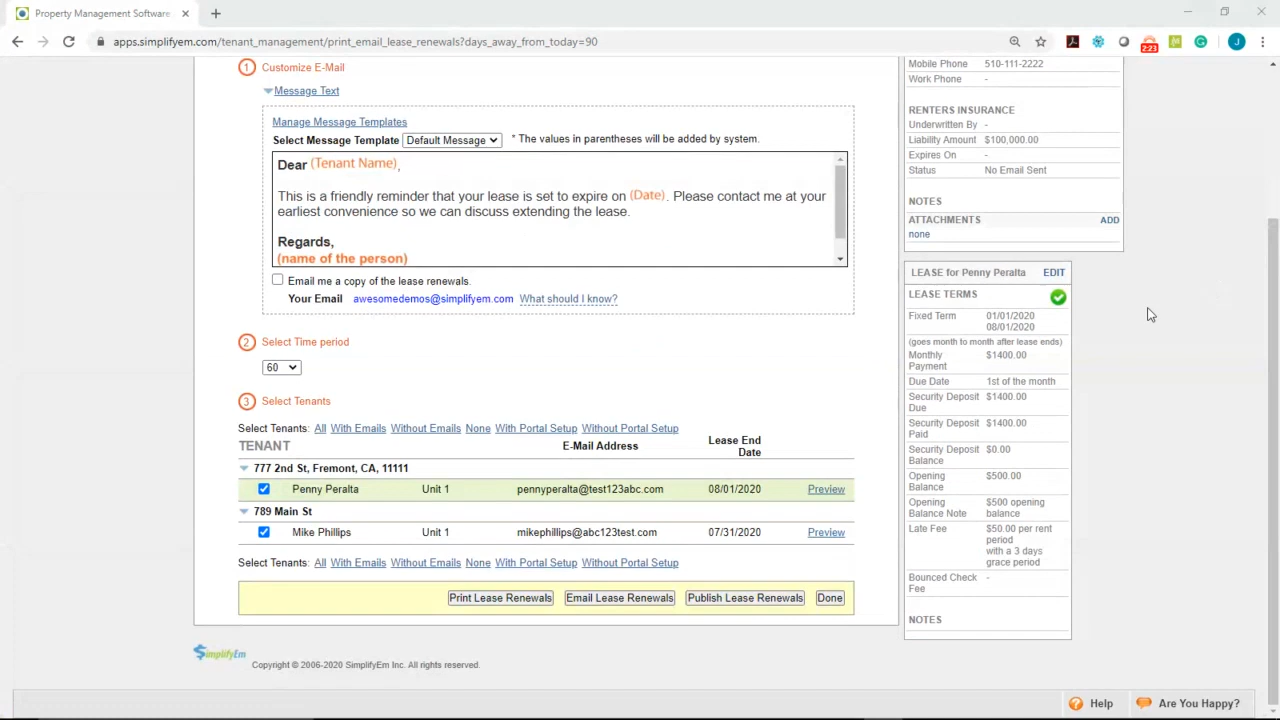 Property Management Software
apps.simplifyem.com/tenant_management/print_email_lease_renewals?days_away_from_today=90
2:23
J
1 Customize E-Mail
Message Text
Manage Message Templates
Select Message Template Default Message * The values in parentheses will be added by system.
Dear (Tenant Name),
This is a friendly reminder that your lease is set to expire on (Date). Please contact me at your
earliest convenience so we can discuss extending the lease.
Regards,
(name of the person)
Email me a copy of the lease renewals.
Your Email awesomedemos@simplifyem.com What should I know?
2 Select Time period
60
3 Select Tenants
Select Tenants: All With Emails Without Emails None With Portal Setup Without Portal Setup
TENANT E-Mail Address Lease End
Date
777 2nd St, Fremont, CA, 11111
Penny Peralta Unit 1 pennyperalta@test123abc.com 08/01/2020 Preview
789 Main St
Mike Phillips Unit 1 mikephillips@abc123test.com 07/31/2020 Preview
Select Tenants: All With Emails Without Emails None With Portal Setup Without Portal Setup
Print Lease Renewals Email Lease Renewals Publish Lease Renewals Done
SimplifyEm
Copyright © 2006-2020 SimplifyEm Inc. All rights reserved.
Mobile Phone 510-111-2222
Work Phone -
RENTERS INSURANCE
Underwritten By -
Liability Amount $100,000.00
Expires On -
Status No Email Sent
NOTES
ATTACHMENTS ADD
none
LEASE for Penny Peralta EDIT
LEASE TERMS
Fixed Term 01/01/2020
08/01/2020
(goes month to month after lease ends)
Monthly $1400.00
Payment
Due Date 1st of the month
Security Deposit $1400.00
Due
Security Deposit $1400.00
Paid
Security Deposit $0.00
Balance
Opening $500.00
Balance
Opening $500 opening
Balance Note balance
Late Fee $50.00 per rent
period
with a 3 days
grace period
Bounced Check -
Fee
NOTES
Help Are You Happy?